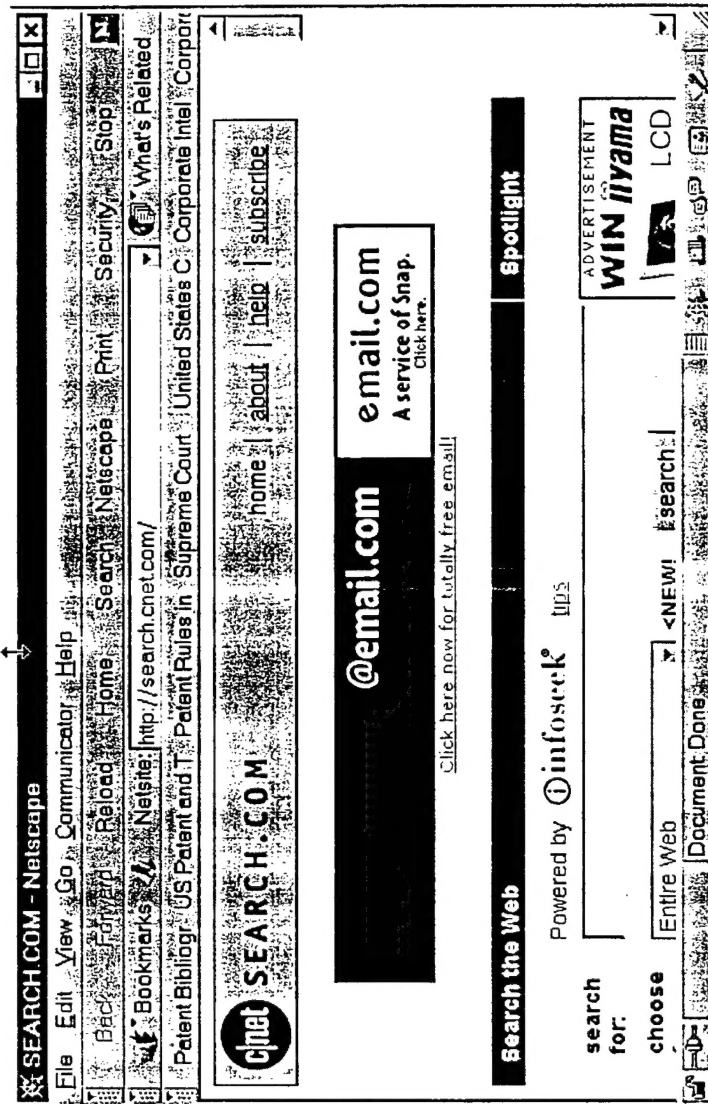 SEARCH.COM - Netscape
File Edit View Go Communicator Help
Back Forward Reload Home Search Netscape Print Security Stop N
Bookmarks Netsite: http://search.cnet.com/ What's Related
Patent Bibliogr US Patent and T Patent Rules in Supreme Court United States C Corporate Intel Corpor
c|net SEARCH.COM home | about | help | subscribe
@email.com
email.com
A service of Snap.
Click here.
Click here now for totally free email!
Search the Web Spotlight
Powered by infoseek® tips
search for:
choose Entire Web <NEW! search
ADVERTISEMENT
WIN iiyama
LCD
Document: Done